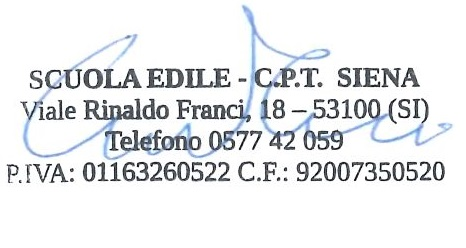 SCUOLA EDILE - C.P.T. SIENA
Viale Rinaldo Franci, 18 – 53100 (SI)
Telefono 0577 42 059
P.IVA: 01163260522 C.F.: 92007350520